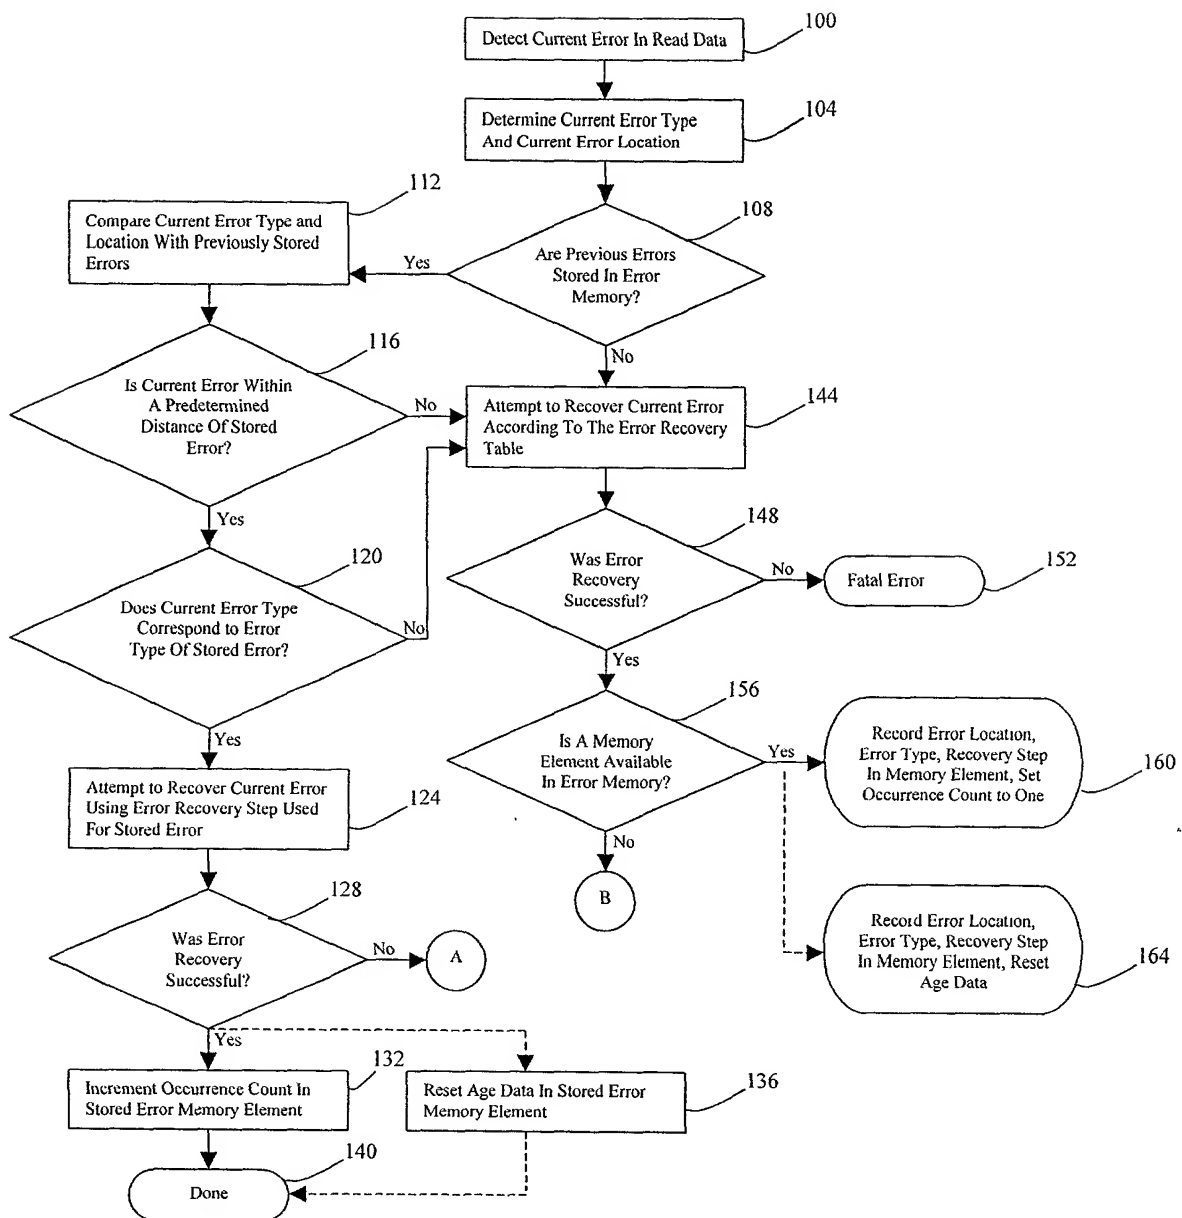 100
Detect Current Error In Read Data
104
Determine Current Error Type
And Current Error Location
112
Compare Current Error Type and
Location With Previously Stored
Errors
108
Are Previous Errors
Stored In Error
Memory?
Yes
No
116
Is Current Error Within
A Predetermined
Distance Of Stored
Error?
No
Yes
144
Attempt to Recover Current Error
According To The Error Recovery
Table
120
Does Current Error Type
Correspond to Error
Type Of Stored Error?
No
Yes
148
Was Error
Recovery
Successful?
No
Yes
152
Fatal Error
156
Is A Memory
Element Available
In Error Memory?
Yes
No
B
160
Record Error Location,
Error Type, Recovery Step
In Memory Element, Set
Occurrence Count to One
124
Attempt to Recover Current Error
Using Error Recovery Step Used
For Stored Error
128
Was Error
Recovery
Successful?
No
A
Yes
164
Record Error Location,
Error Type, Recovery Step
In Memory Element, Reset
Age Data
132
Increment Occurrence Count In
Stored Error Memory Element
136
Reset Age Data In Stored Error
Memory Element
140
Done